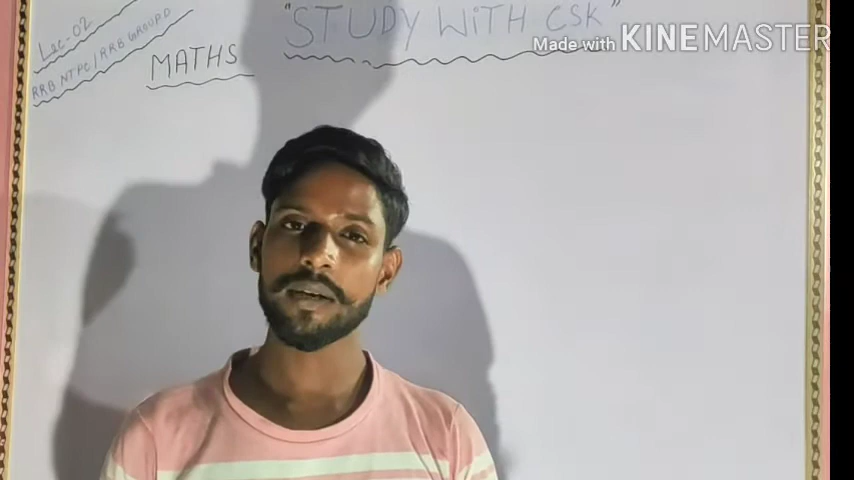 Lec-02
RRB NTPC/RRB GROUP D
MATHS
"STUDY WITH CSK"
Made with KINEMASTER